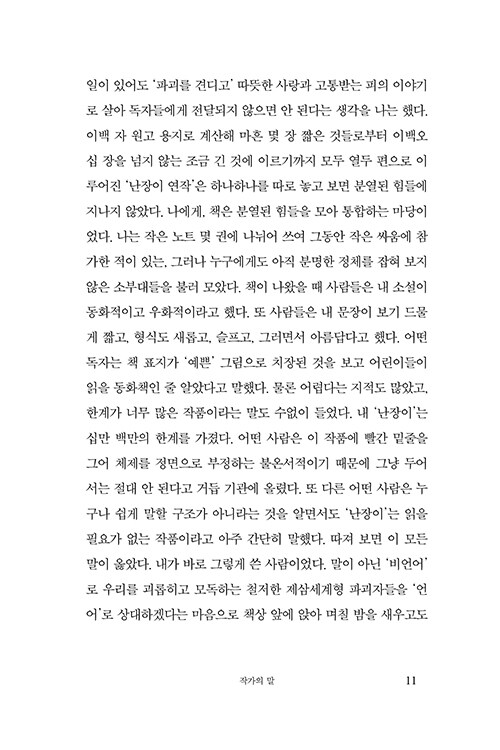 일이 있어도 ‘파괴를 견디고’ 따뜻한 사랑과 고통받는 피의 이야기
로 살아 독자들에게 전달되지 않으면 안 된다는 생각을 나는 했다.
이백 자 원고 용지로 계산해 마흔 몇 장 짧은 것들로부터 이백오
십 장을 넘지 않는 조금 긴 것에 이르기까지 모두 열두 편으로 이
루어진 ‘난장이 연작’은 하나하나를 따로 놓고 보면 분열된 힘들에
지나지 않았다. 나에게, 책은 분열된 힘들을 모아 통합하는 마당이
었다. 나는 작은 노트 몇 권에 나뉘어 쓰여 그동안 작은 싸움에 참
가한 적이 있는, 그러나 누구에게도 아직 분명한 정체를 잡혀 보지
않은 소부대들을 불러 모았다. 책이 나왔을 때 사람들은 내 소설이
동화적이고 우화적이라고 했다. 또 사람들은 내 문장이 보기 드물
게 짧고, 형식도 새롭고, 슬프고, 그러면서 아름답다고 했다. 어떤
독자는 책 표지가 ‘예쁜’ 그림으로 치장된 것을 보고 어린이들이
읽을 동화책인 줄 알았다고 말했다. 물론 어렵다는 지적도 많았고,
한계가 너무 많은 작품이라는 말도 수없이 들었다. 내 ‘난장이’는
십만 백만의 한계를 가졌다. 어떤 사람은 이 작품에 빨간 밑줄을
그어 체제를 정면으로 부정하는 불온서적이기 때문에 그냥 두어
서는 절대 안 된다고 거듭 기관에 올렸다. 또 다른 어떤 사람은 누
구나 쉽게 말할 구조가 아니라는 것을 알면서도 ‘난장이’는 읽을
필요가 없는 작품이라고 아주 간단히 말했다. 따져 보면 이 모든
말이 옳았다. 내가 바로 그렇게 쓴 사람이었다. 말이 아닌 ‘비언어’
로 우리를 괴롭히고 모독하는 철저한 제삼세계형 파괴자들을 ‘언
어’로 상대하겠다는 마음으로 책상 앞에 앉아 며칠 밤을 새우고도
작가의 말 11